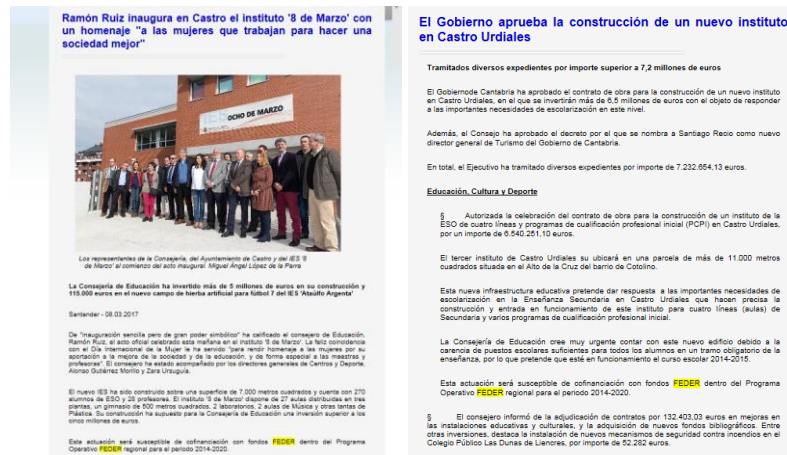 Ramón Ruiz inaugura en Castro el instituto '8 de Marzo' con
un homenaje "a las mujeres que trabajan para hacer una
sociedad mejor"
IES
OCHO DE MARZO
Los representantes de la Consejería, del Ayuntamiento de Castro y del IES '8
de Marzo' al comienzo del acto inaugural. Miguel Ángel López de la Parra
La Consejería de Educación ha invertido más de 5 millones de euros en su construcción y
115.000 euros en el nuevo campo de hierba artificial para fútbol 7 del IES 'Ataúlfo Argenta'
Santander - 08.03.2017
De "inauguración sencilla pero de gran poder simbólico" ha calificado el consejero de Educación,
Ramón Ruiz, el acto oficial celebrado esta mañana en el instituto '8 de Marzo'. La feliz coincidencia
con el Día Internacional de la Mujer le ha servido "para rendir homenaje a las mujeres por su
aportación a la mejora de la sociedad y de la educación, y de forma especial a las maestras y
profesoras". El consejero ha estado acompañado por los directores generales de Centros y Deporte,
Alonso Gutiérrez Morillo y Zara Ursuguía.
El nuevo IES ha sido construido sobre una superficie de 7.000 metros cuadrados y cuenta con 270
alumnos de ESO y 28 profesores. El instituto '8 de Marzo' dispone de 27 aulas distribuidas en tres
plantas, un gimnasio de 500 metros cuadrados, 2 laboratorios, 2 aulas de Música y otras tantas de
Plástica. Su construcción ha supuesto para la Consejería de Educación una inversión superior a los
cinco millones de euros.
Esta actuación será susceptible de cofinanciación con fondos FEDER dentro del Programa
Operativo FEDER regional para el periodo 2014-2020.
El Gobierno aprueba la construcción de un nuevo instituto
en Castro Urdiales
Tramitados diversos expedientes por importe superior a 7,2 millones de euros
El Gobiernode Cantabria ha aprobado el contrato de obra para la construcción de un nuevo instituto
en Castro Urdiales, en el que se invertirán más de 6,5 millones de euros con el objeto de responder
a las importantes necesidades de escolarización en este nivel.
Además, el Consejo ha aprobado el decreto por el que se nombra a Santiago Recio como nuevo
director general de Turismo del Gobierno de Cantabria.
En total, el Ejecutivo ha tramitado diversos expedientes por importe de 7.232.654,13 euros.
Educación, Cultura y Deporte
§ Autorizada la celebración del contrato de obra para la construcción de un instituto de la
ESO de cuatro líneas y programas de cualificación profesional inicial (PCPI) en Castro Urdiales,
por un importe de 6.540.251,10 euros.
El tercer instituto de Castro Urdiales su ubicará en una parcela de más de 11.000 metros
cuadrados situada en el Alto de la Cruz del barrio de Cotolino.
Esta nueva infraestructura educativa pretende dar respuesta a las importantes necesidades de
escolarización en la Enseñanza Secundaria en Castro Urdiales que hacen precisa la
construcción y entrada en funcionamiento de este instituto para cuatro líneas (aulas) de
Secundaria y varios programas de cualificación profesional inicial.
La Consejería de Educación cree muy urgente contar con este nuevo edificio debido a la
carencia de puestos escolares suficientes para todos los alumnos en un tramo obligatorio de la
enseñanza, por lo que pretende que esté en funcionamiento el curso escolar 2014-2015.
Esta actuación será susceptible de cofinanciación con fondos FEDER dentro del Programa
Operativo FEDER regional para el periodo 2014-2020.
§ El consejero informó de la adjudicación de contratos por 132.403,03 euros en mejoras en
las instalaciones educativas y culturales, y la adquisición de nuevos fondos bibliográficos. Entre
otras inversiones, destaca la instalación de nuevos mecanismos de seguridad contra incendios en el
Colegio Público Las Dunas de Liencres, por importe de 52.282 euros.